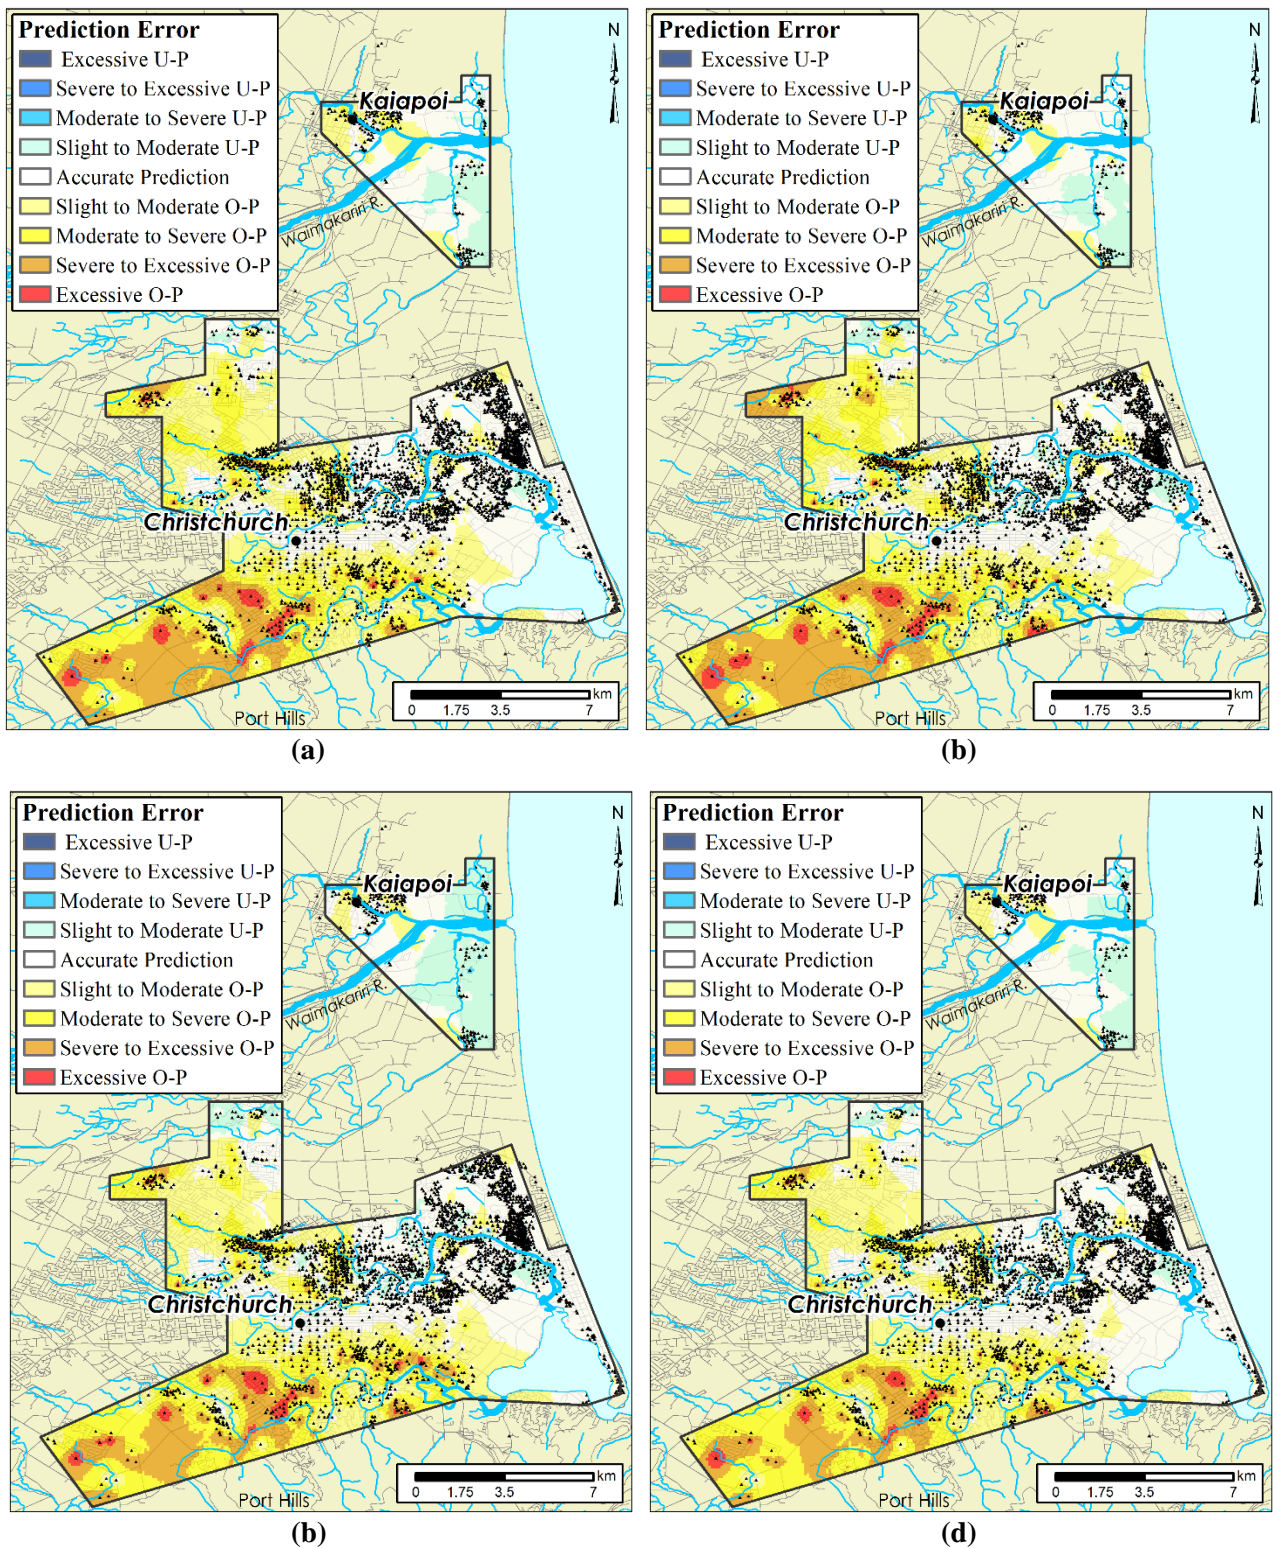 Prediction Error
Excessive U-P
Severe to Excessive U-P
Moderate to Severe U-P
Slight to Moderate U-P
Accurate Prediction
Slight to Moderate O-P
Moderate to Severe O-P
Severe to Excessive O-P
Excessive O-P
N
Kaiapoi
Waimakariri R.
Christchurch
km
0 1.75 3.5 7
Port Hills
(a)
Prediction Error
Excessive U-P
Severe to Excessive U-P
Moderate to Severe U-P
Slight to Moderate U-P
Accurate Prediction
Slight to Moderate O-P
Moderate to Severe O-P
Severe to Excessive O-P
Excessive O-P
N
Kaiapoi
Waimakariri R.
Christchurch
km
0 1.75 3.5 7
Port Hills
(b)
Prediction Error
Excessive U-P
Severe to Excessive U-P
Moderate to Severe U-P
Slight to Moderate U-P
Accurate Prediction
Slight to Moderate O-P
Moderate to Severe O-P
Severe to Excessive O-P
Excessive O-P
N
Kaiapoi
Waimakariri R.
Christchurch
km
0 1.75 3.5 7
Port Hills
(b)
Prediction Error
Excessive U-P
Severe to Excessive U-P
Moderate to Severe U-P
Slight to Moderate U-P
Accurate Prediction
Slight to Moderate O-P
Moderate to Severe O-P
Severe to Excessive O-P
Excessive O-P
N
Kaiapoi
Waimakariri R.
Christchurch
km
0 1.75 3.5 7
Port Hills
(d)